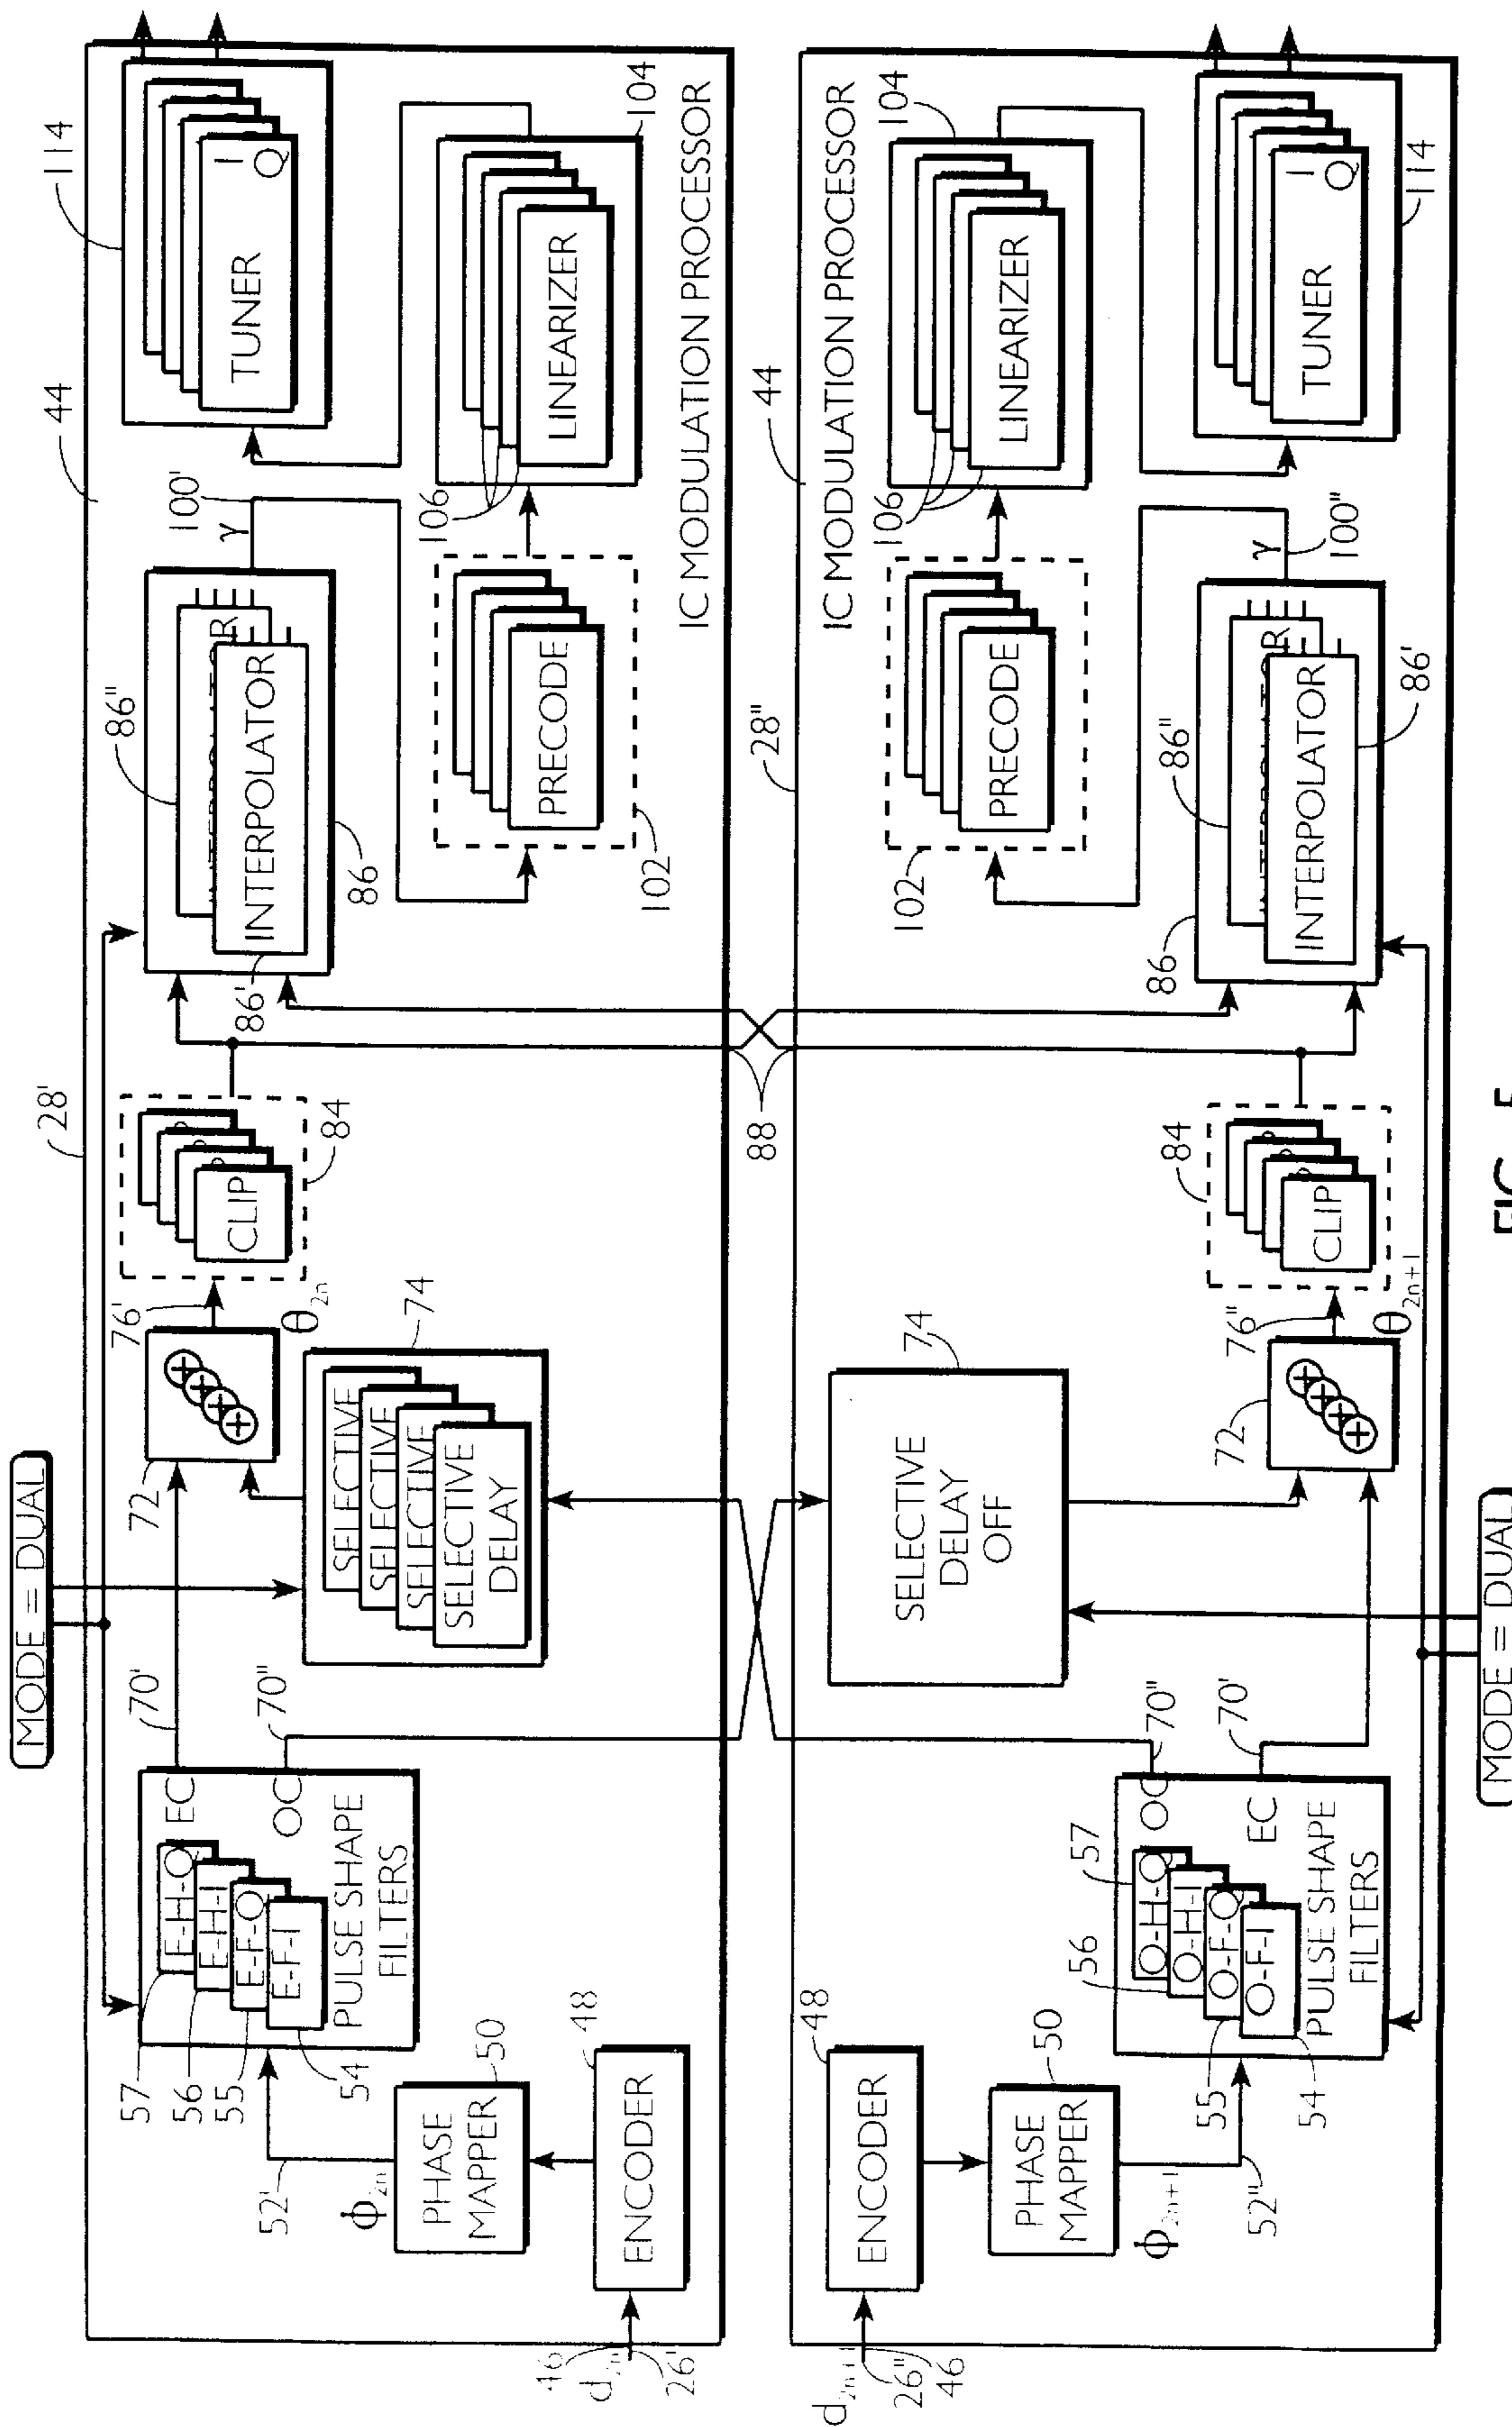 MODE = DUAL
28'
44
IC MODULATION PROCESSOR
46
d2n
26'
ENCODER
48
PHASE
MAPPER
50
ϕ2n
52'
57
56
55
54
E-H-Q
E-H-I
E-F-Q
E-F-I
EC
OC
PULSE SHAPE
FILTERS
70'
70"
72
74
SELECTIVE
SELECTIVE
SELECTIVE
SELECTIVE
DELAY
76'
θ2n
CLIP
84
88
86'
86"
86
INTERPOLATOR
R
γ
100'
PRECODE
102
106
LINEARIZER
104
TUNER
I
Q
114
28"
44
IC MODULATION PROCESSOR
d2n+1
26"
46
ENCODER
48
PHASE
MAPPER
50
ϕ2n+1
52"
57
56
55
54
O-H-Q
O-H-I
O-F-Q
O-F-I
OC
EC
PULSE SHAPE
FILTERS
70"
70'
SELECTIVE
DELAY
OFF
74
72
76"
θ2n+1
CLIP
84
86
86"
86'
INTERPOLATOR
R
γ
100"
PRECODE
102
106
LINEARIZER
104
TUNER
I
Q
114
MODE = DUAL